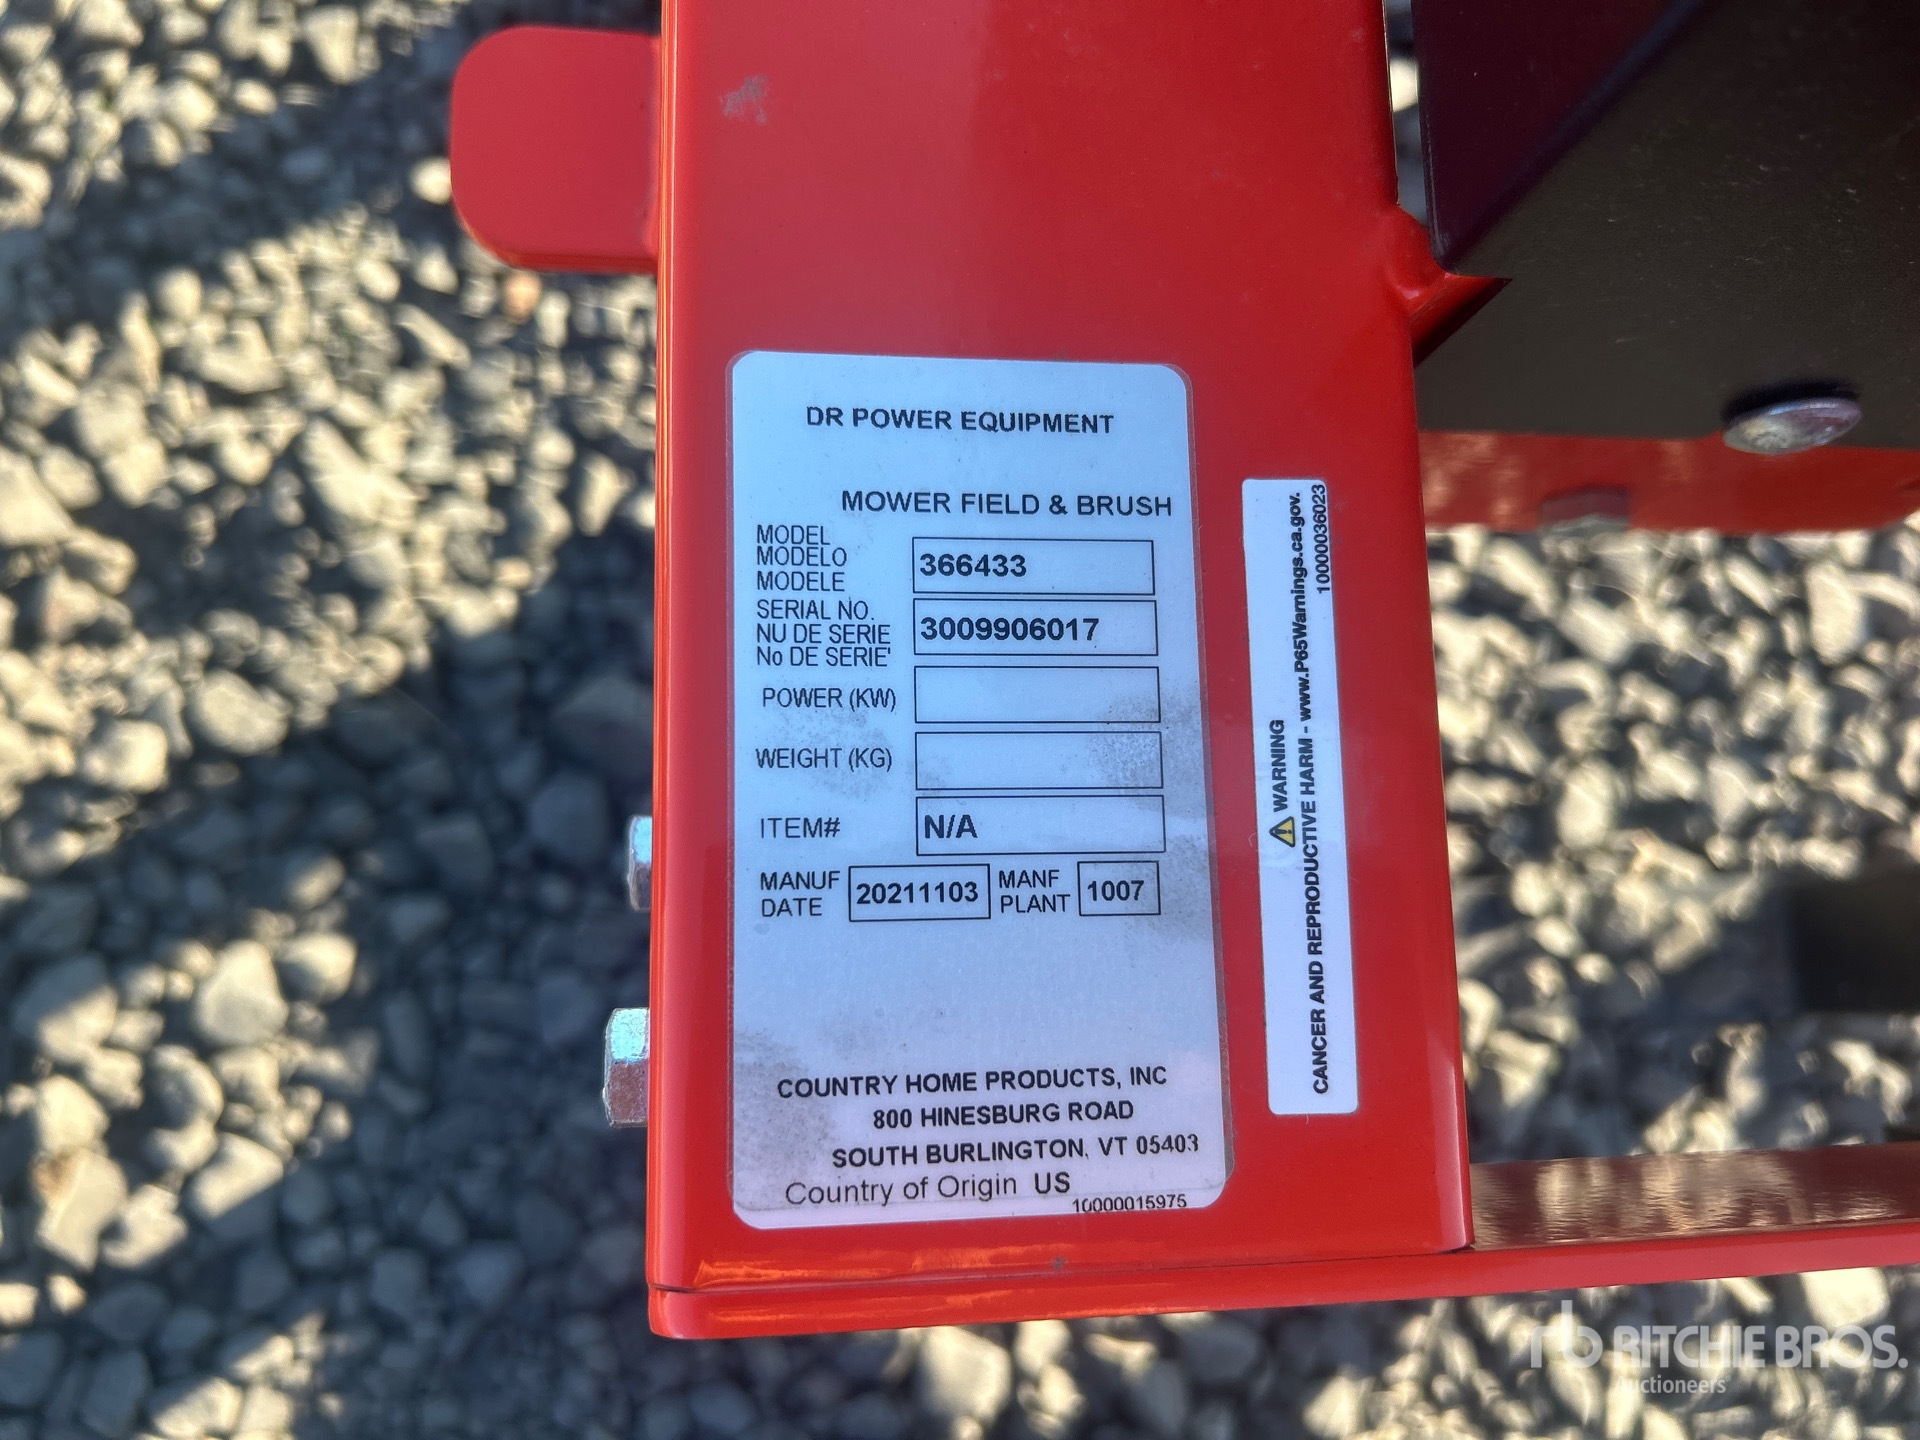 DR POWER EQUIPMENT
MOWER FIELD & BRUSH
MODEL
MODELO
MODELE
366433
SERIAL NO.
NU DE SERIE
No DE SERIE'
3009906017
POWER (KW)
WEIGHT (KG)
ITEM#
N/A
MANUF
DATE
20211103
MANF
PLANT
1007
COUNTRY HOME PRODUCTS, INC
800 HINESBURG ROAD
SOUTH BURLINGTON, VT 05403
Country of Origin US
10000015975
WARNING
CANCER AND REPRODUCTIVE HARM - www.P65Warnings.ca.gov.
10000036023
rb RITCHIE BROS.
Auctioneers